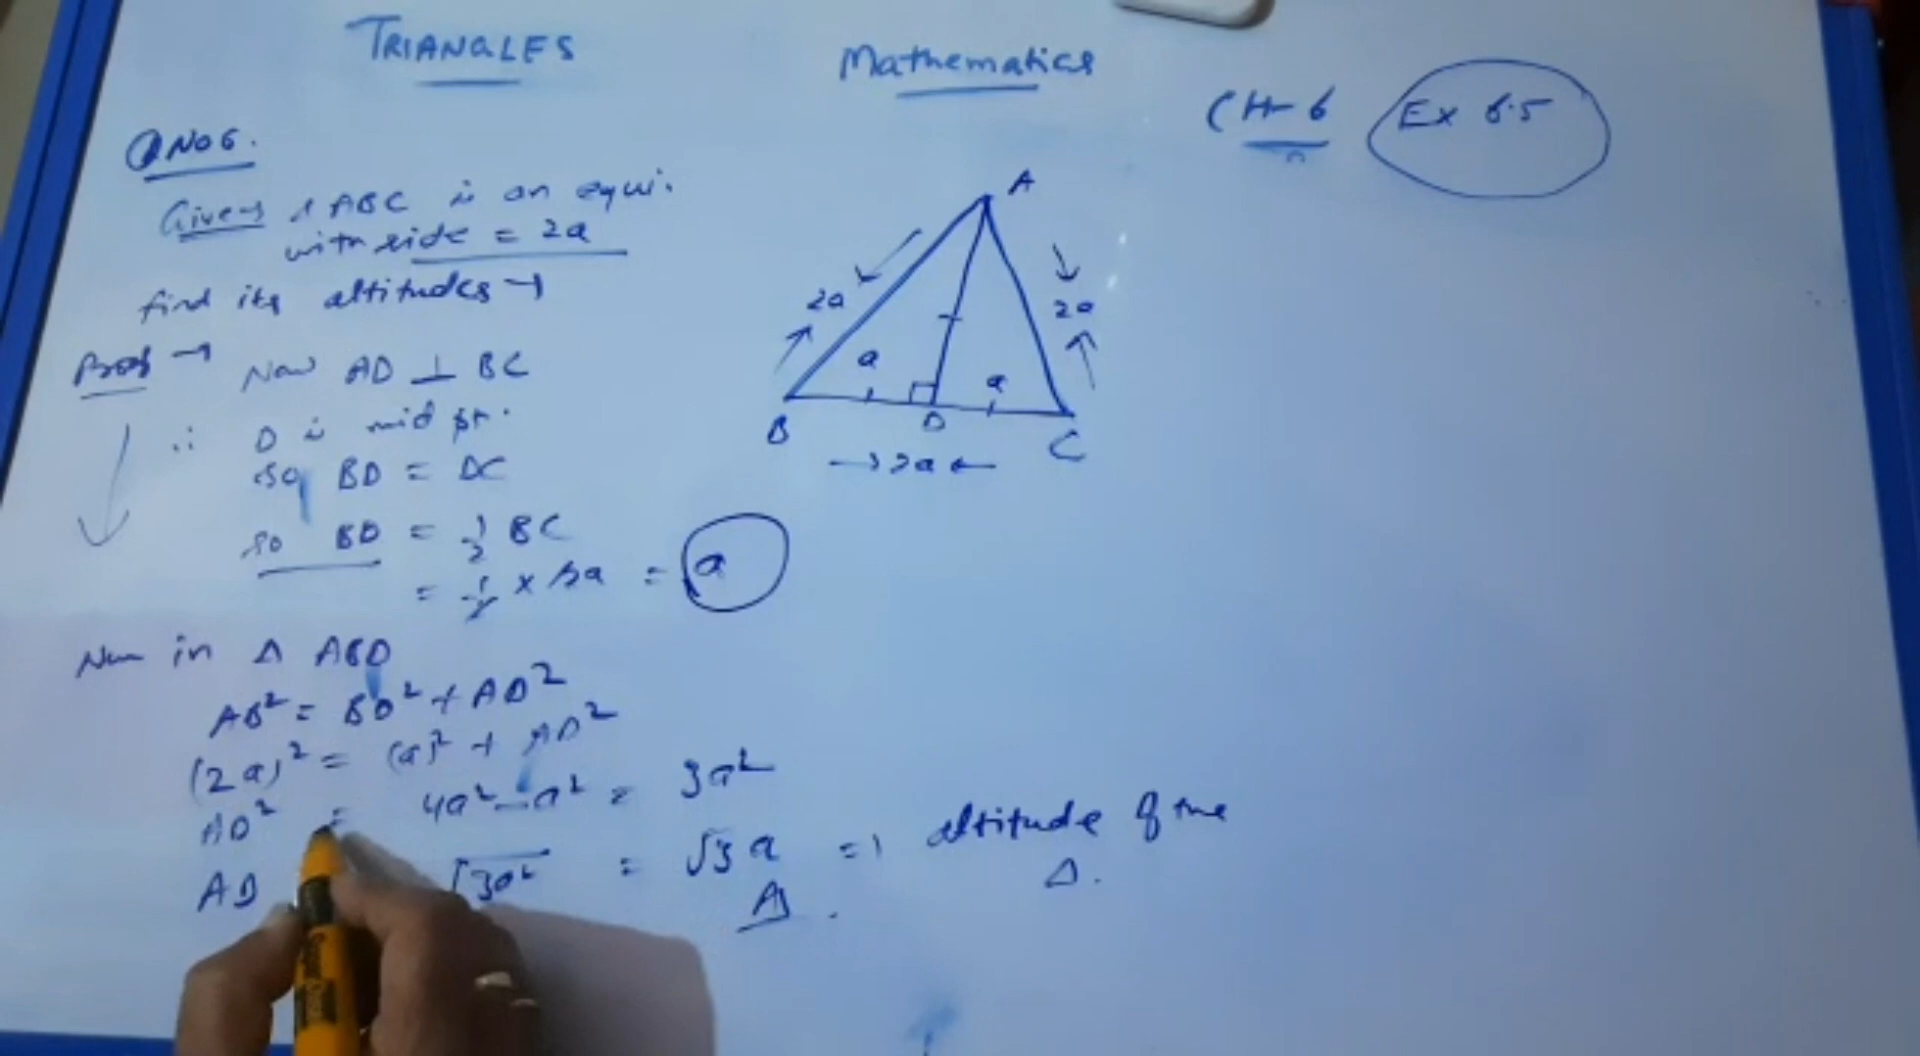 TRIANGLES
Mathematics
CH-6 Ex 6.5
QNo 6.
Given △ABC is an equi.
with side = 2a
find its altitudes →
Proof → Now AD ⊥ BC
∴ D is mid pt.
so BD = DC
so BD = 1/2 BC
= 1/2 × 2a = a
Now in △ ABD
AB² = BD² + AD²
(2a)² = (a)² + AD²
AD² = 4a² - a² = 3a²
AD √3a² = √3 a => altitude of the
△.
A
2a
2a
a
a
B
D
C
→ 2a ←